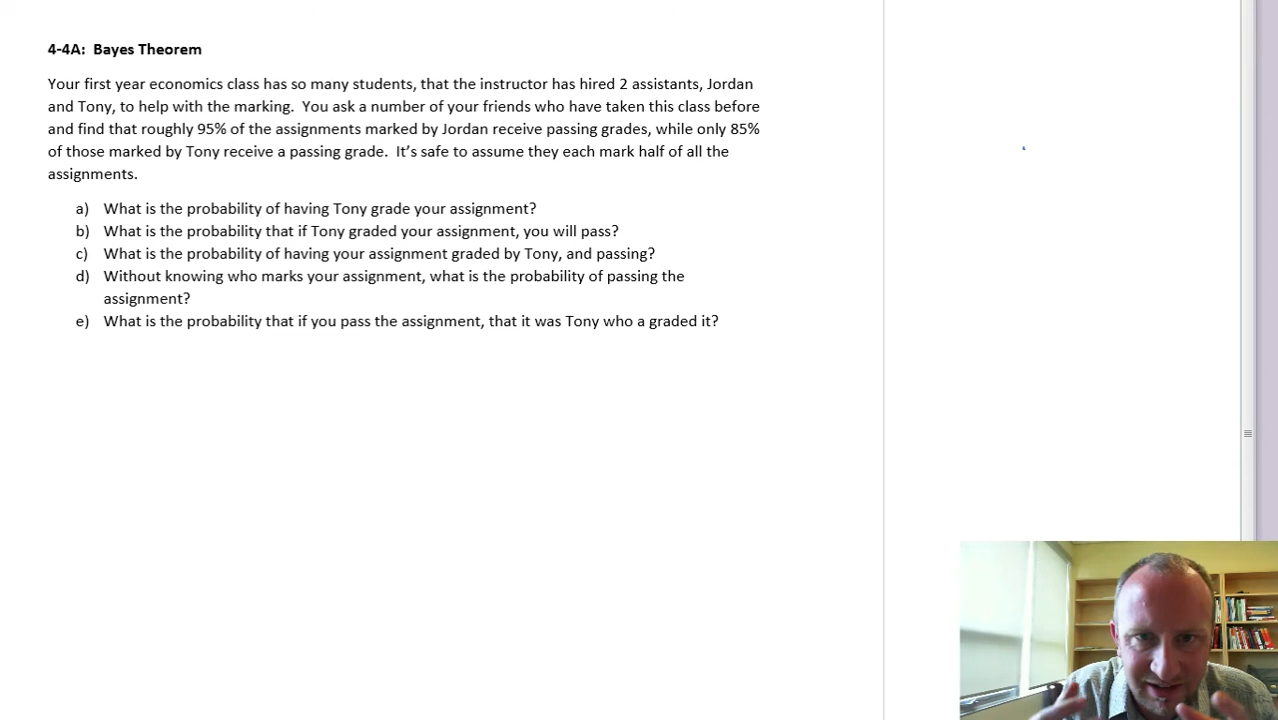 4-4A: Bayes Theorem
Your first year economics class has so many students, that the instructor has hired 2 assistants, Jordan
and Tony, to help with the marking. You ask a number of your friends who have taken this class before
and find that roughly 95% of the assignments marked by Jordan receive passing grades, while only 85%
of those marked by Tony receive a passing grade. It’s safe to assume they each mark half of all the
assignments.
a) What is the probability of having Tony grade your assignment?
b) What is the probability that if Tony graded your assignment, you will pass?
c) What is the probability of having your assignment graded by Tony, and passing?
d) Without knowing who marks your assignment, what is the probability of passing the
assignment?
e) What is the probability that if you pass the assignment, that it was Tony who a graded it?